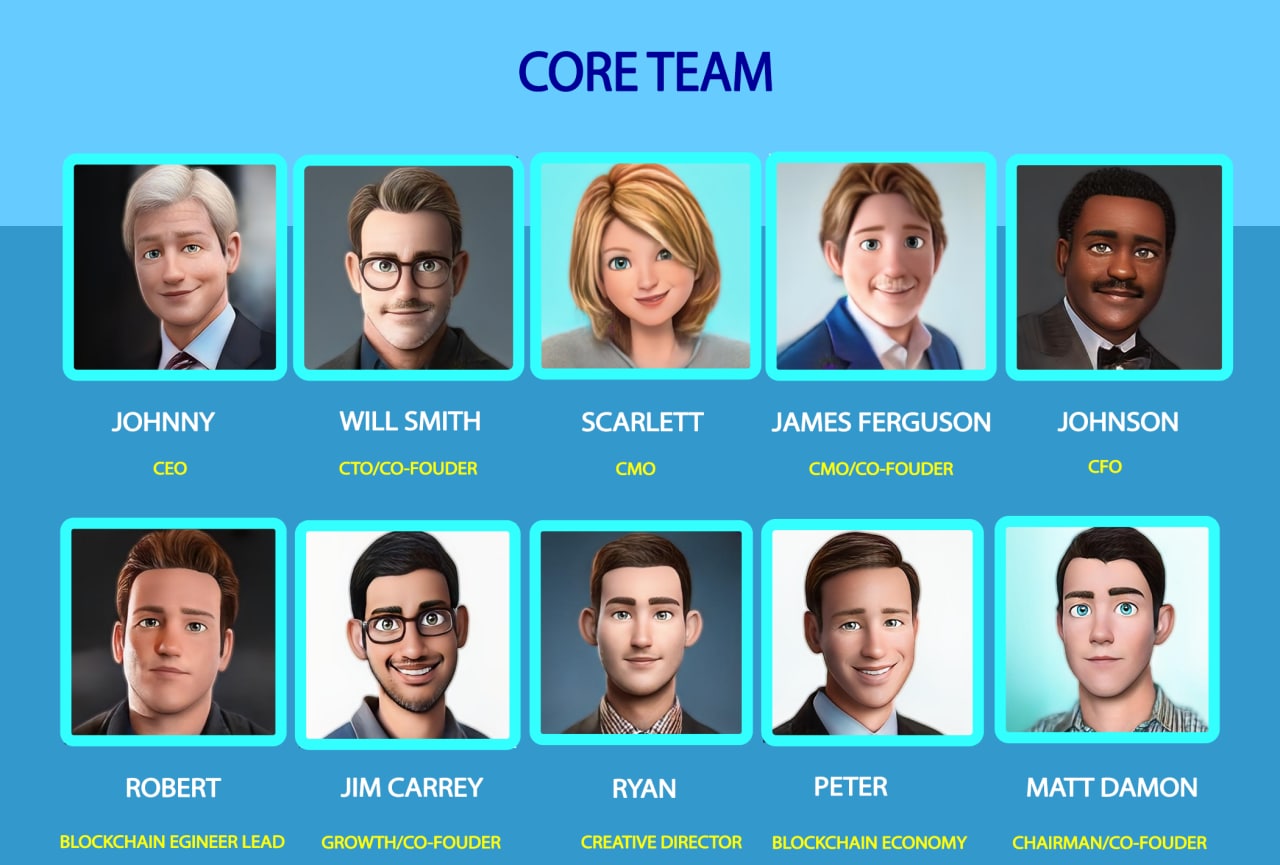 CORE TEAM
JOHNNY
WILL SMITH
SCARLETT
JAMES FERGUSON
JOHNSON
CEO
CTO/CO-FOUDER
CMO
CMO/CO-FOUDER
CFO
ROBERT
JIM CARREY
RYAN
PETER
MATT DAMON
BLOCKCHAIN EGINEER LEAD
GROWTH/CO-FOUDER
CREATIVE DIRECTOR
BLOCKCHAIN ECONOMY
CHAIRMAN/CO-FOUDER